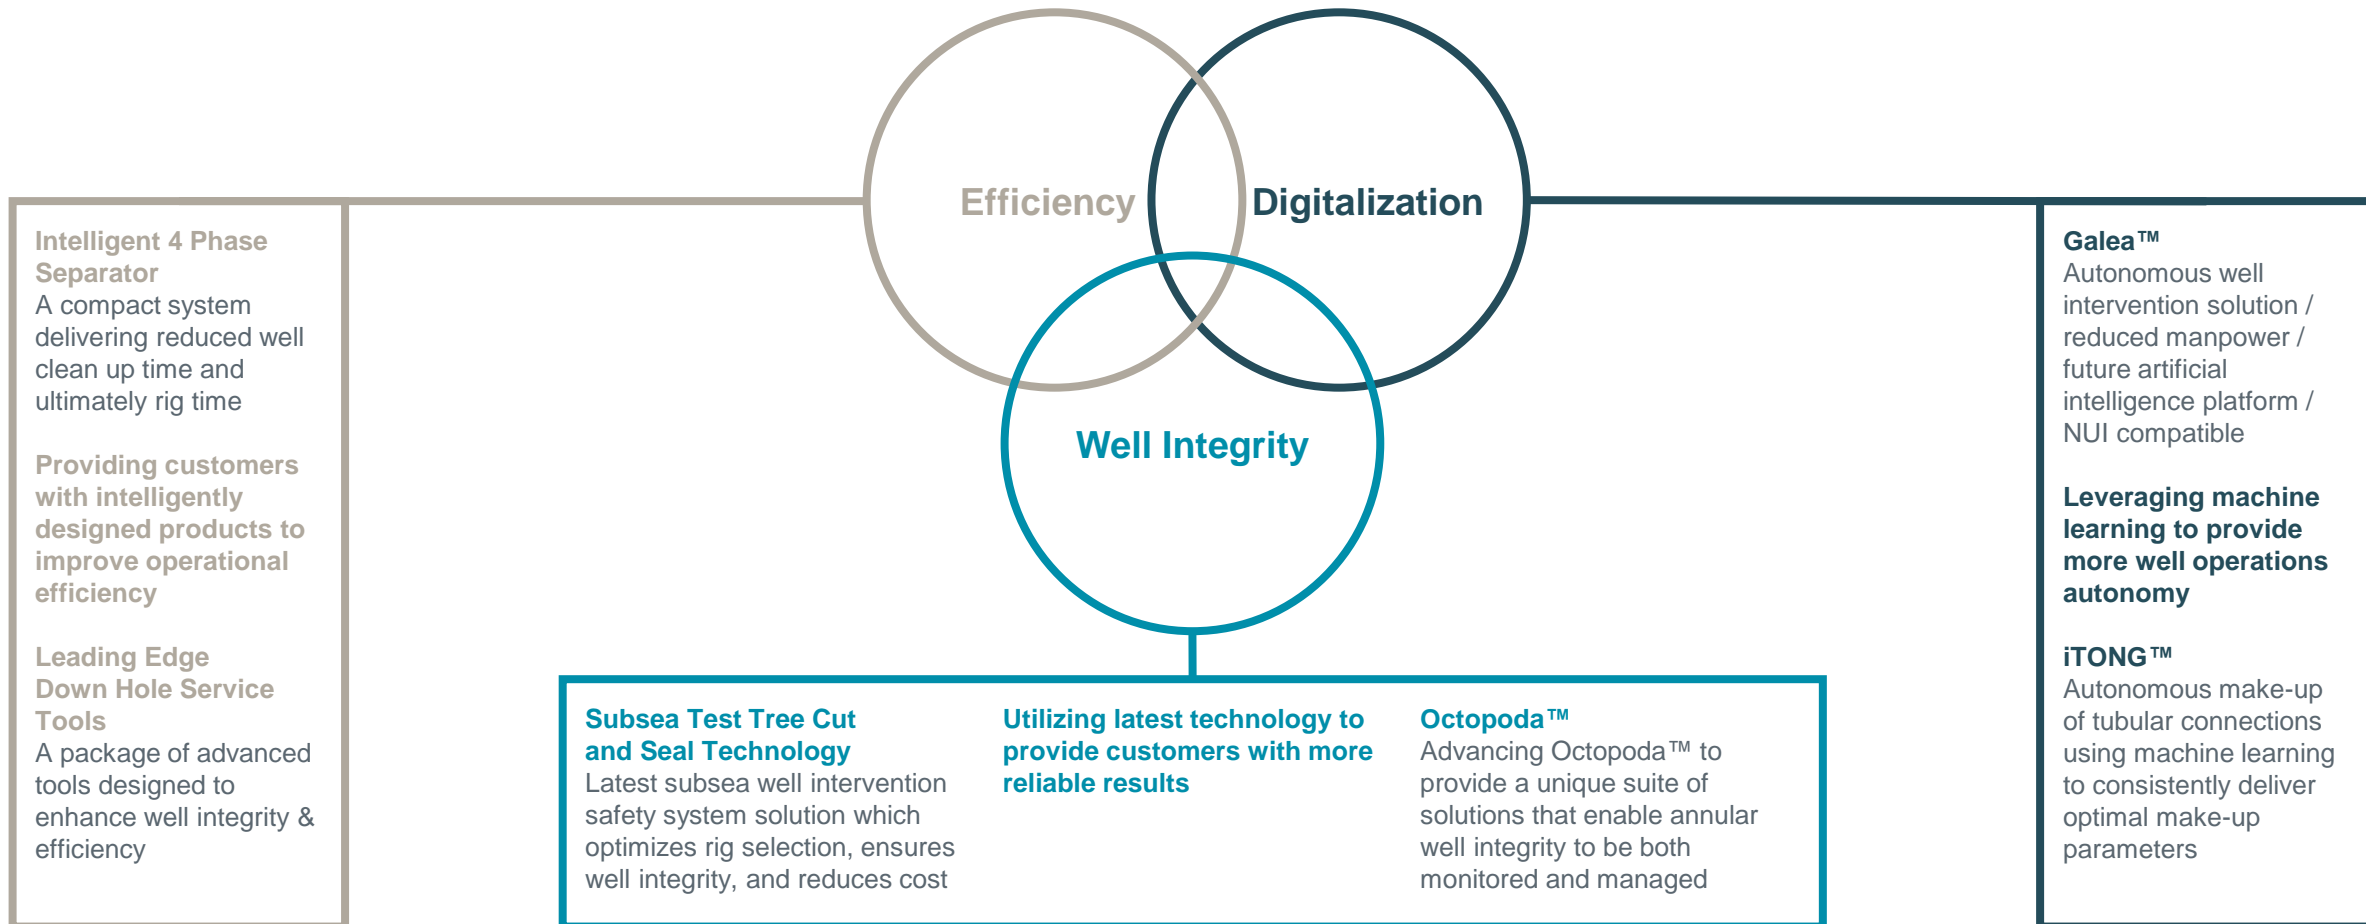 Efficiency
Digitalization
Well Integrity
Intelligent 4 Phase
Separator
A compact system
delivering reduced well
clean up time and
ultimately rig time
Providing customers
with intelligently
designed products to
improve operational
efficiency
Leading Edge
Down Hole Service
Tools
A package of advanced
tools designed to
enhance well integrity &
efficiency
Subsea Test Tree Cut
and Seal Technology
Latest subsea well intervention
safety system solution which
optimizes rig selection, ensures
well integrity, and reduces cost
Utilizing latest technology to
provide customers with more
reliable results
Octopoda™
Advancing Octopoda™ to
provide a unique suite of
solutions that enable annular
well integrity to be both
monitored and managed
Galea™
Autonomous well
intervention solution /
reduced manpower /
future artificial
intelligence platform /
NUI compatible
Leveraging machine
learning to provide
more well operations
autonomy
iTONG™
Autonomous make-up
of tubular connections
using machine learning
to consistently deliver
optimal make-up
parameters